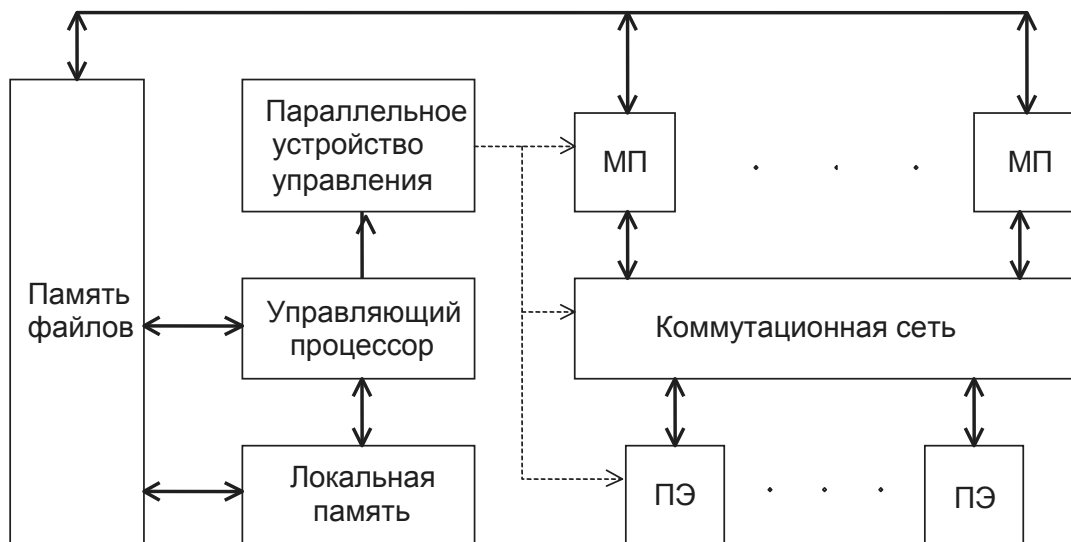 Параллельное
устройство
управления
МП
МП
Память
файлов
Управляющий
процессор
Коммутационная сеть
Локальная
память
ПЭ
ПЭ